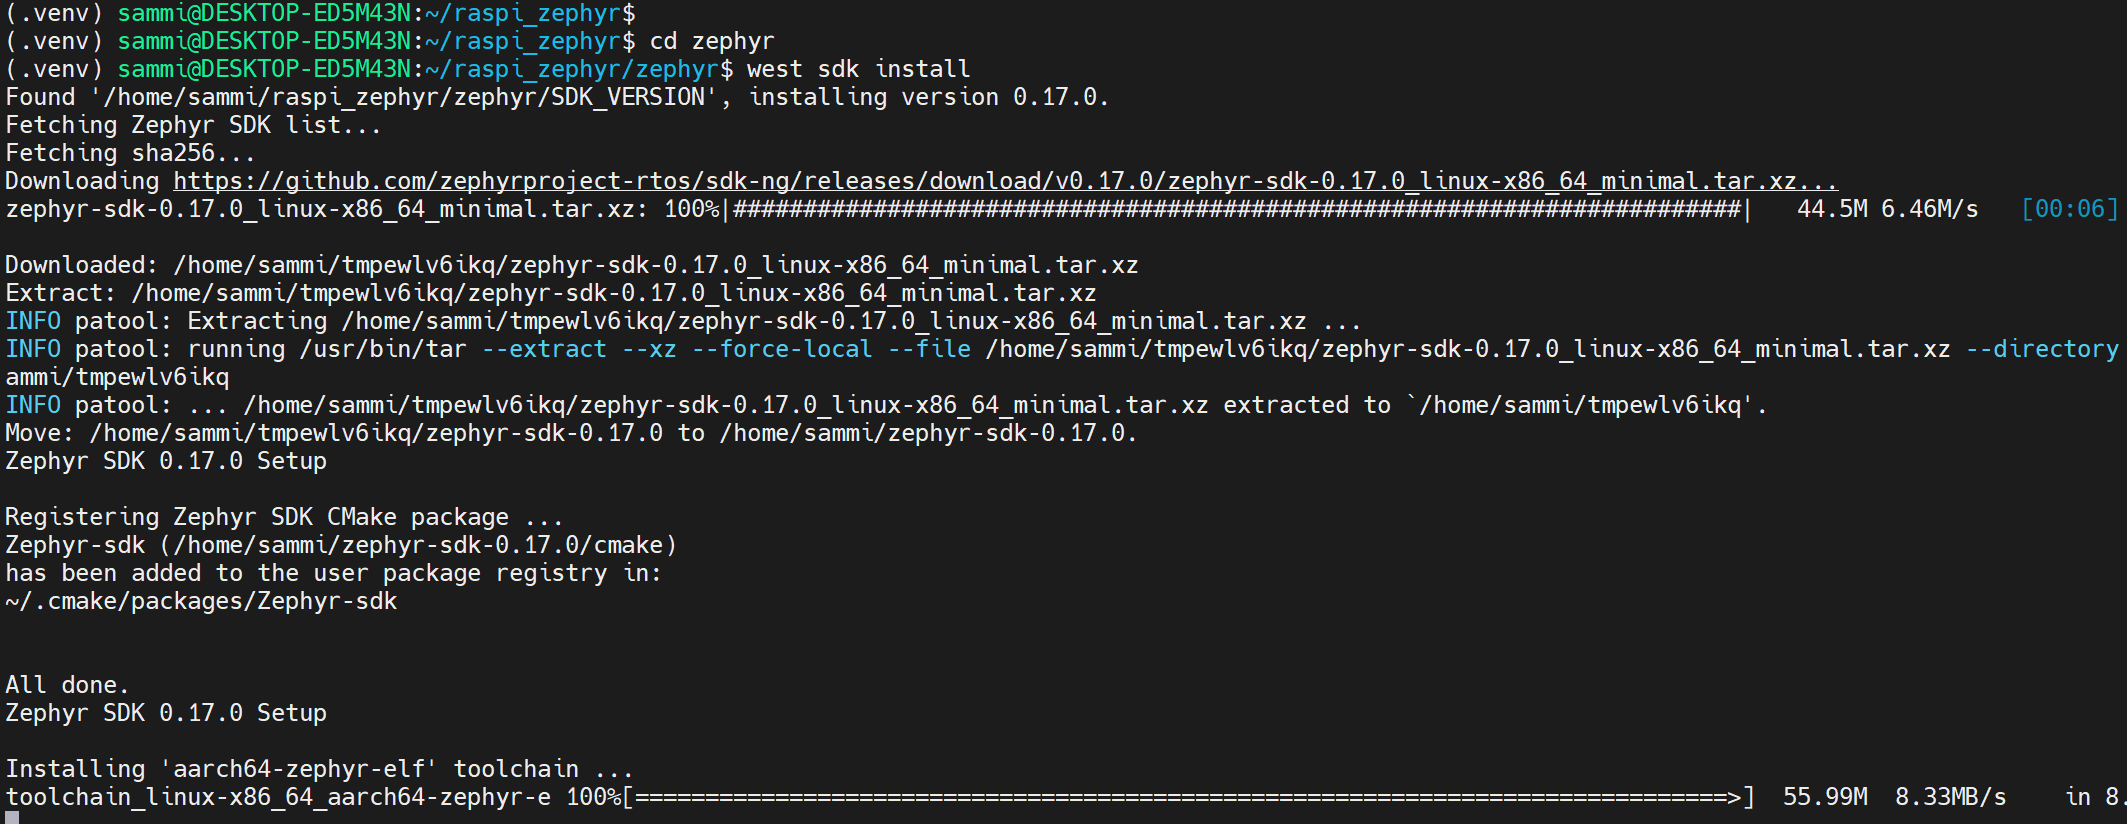 (.venv) sammi@DESKTOP-ED5M43N:~/raspi_zephyr$
(.venv) sammi@DESKTOP-ED5M43N:~/raspi_zephyr$ cd zephyr
(.venv) sammi@DESKTOP-ED5M43N:~/raspi_zephyr/zephyr$ west sdk install
Found '/home/sammi/raspi_zephyr/zephyr/SDK_VERSION', installing version 0.17.0.
Fetching Zephyr SDK list...
Fetching sha256...
Downloading https://github.com/zephyrproject-rtos/sdk-ng/releases/download/v0.17.0/zephyr-sdk-0.17.0_linux-x86_64_minimal.tar.xz...
zephyr-sdk-0.17.0_linux-x86_64_minimal.tar.xz: 100%|########################################################################|   44.5M 6.46M/s   [00:06]
Downloaded: /home/sammi/tmpewlv6ikq/zephyr-sdk-0.17.0_linux-x86_64_minimal.tar.xz
Extract: /home/sammi/tmpewlv6ikq/zephyr-sdk-0.17.0_linux-x86_64_minimal.tar.xz
INFO patool: Extracting /home/sammi/tmpewlv6ikq/zephyr-sdk-0.17.0_linux-x86_64_minimal.tar.xz ...
INFO patool: running /usr/bin/tar --extract --xz --force-local --file /home/sammi/tmpewlv6ikq/zephyr-sdk-0.17.0_linux-x86_64_minimal.tar.xz --directory
ammi/tmpewlv6ikq
INFO patool: ... /home/sammi/tmpewlv6ikq/zephyr-sdk-0.17.0_linux-x86_64_minimal.tar.xz extracted to `/home/sammi/tmpewlv6ikq'.
Move: /home/sammi/tmpewlv6ikq/zephyr-sdk-0.17.0 to /home/sammi/zephyr-sdk-0.17.0.
Zephyr SDK 0.17.0 Setup
Registering Zephyr SDK CMake package ...
Zephyr-sdk (/home/sammi/zephyr-sdk-0.17.0/cmake)
has been added to the user package registry in:
~/.cmake/packages/Zephyr-sdk
All done.
Zephyr SDK 0.17.0 Setup
Installing 'aarch64-zephyr-elf' toolchain ...
toolchain_linux-x86_64_aarch64-zephyr-e 100%[==============================================================================>]  55.99M  8.33MB/s    in 8.